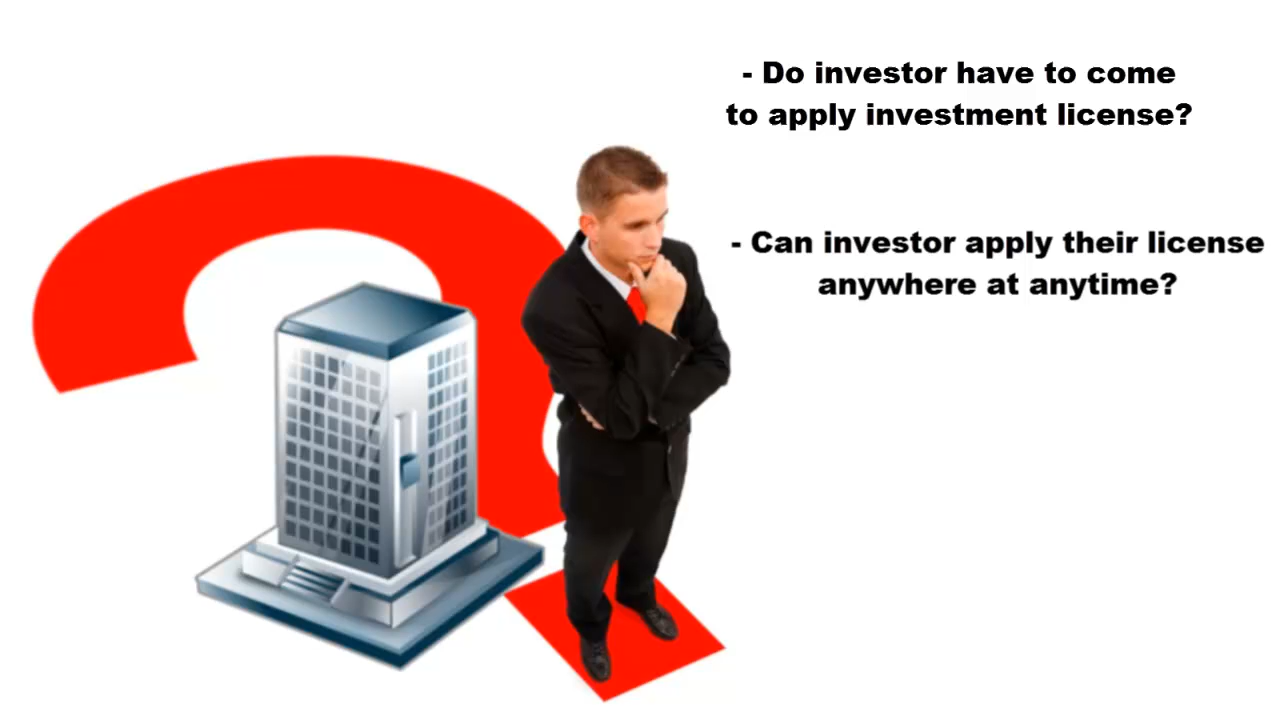 - Do investor have to come
to apply investment license?
- Can investor apply their license
anywhere at anytime?